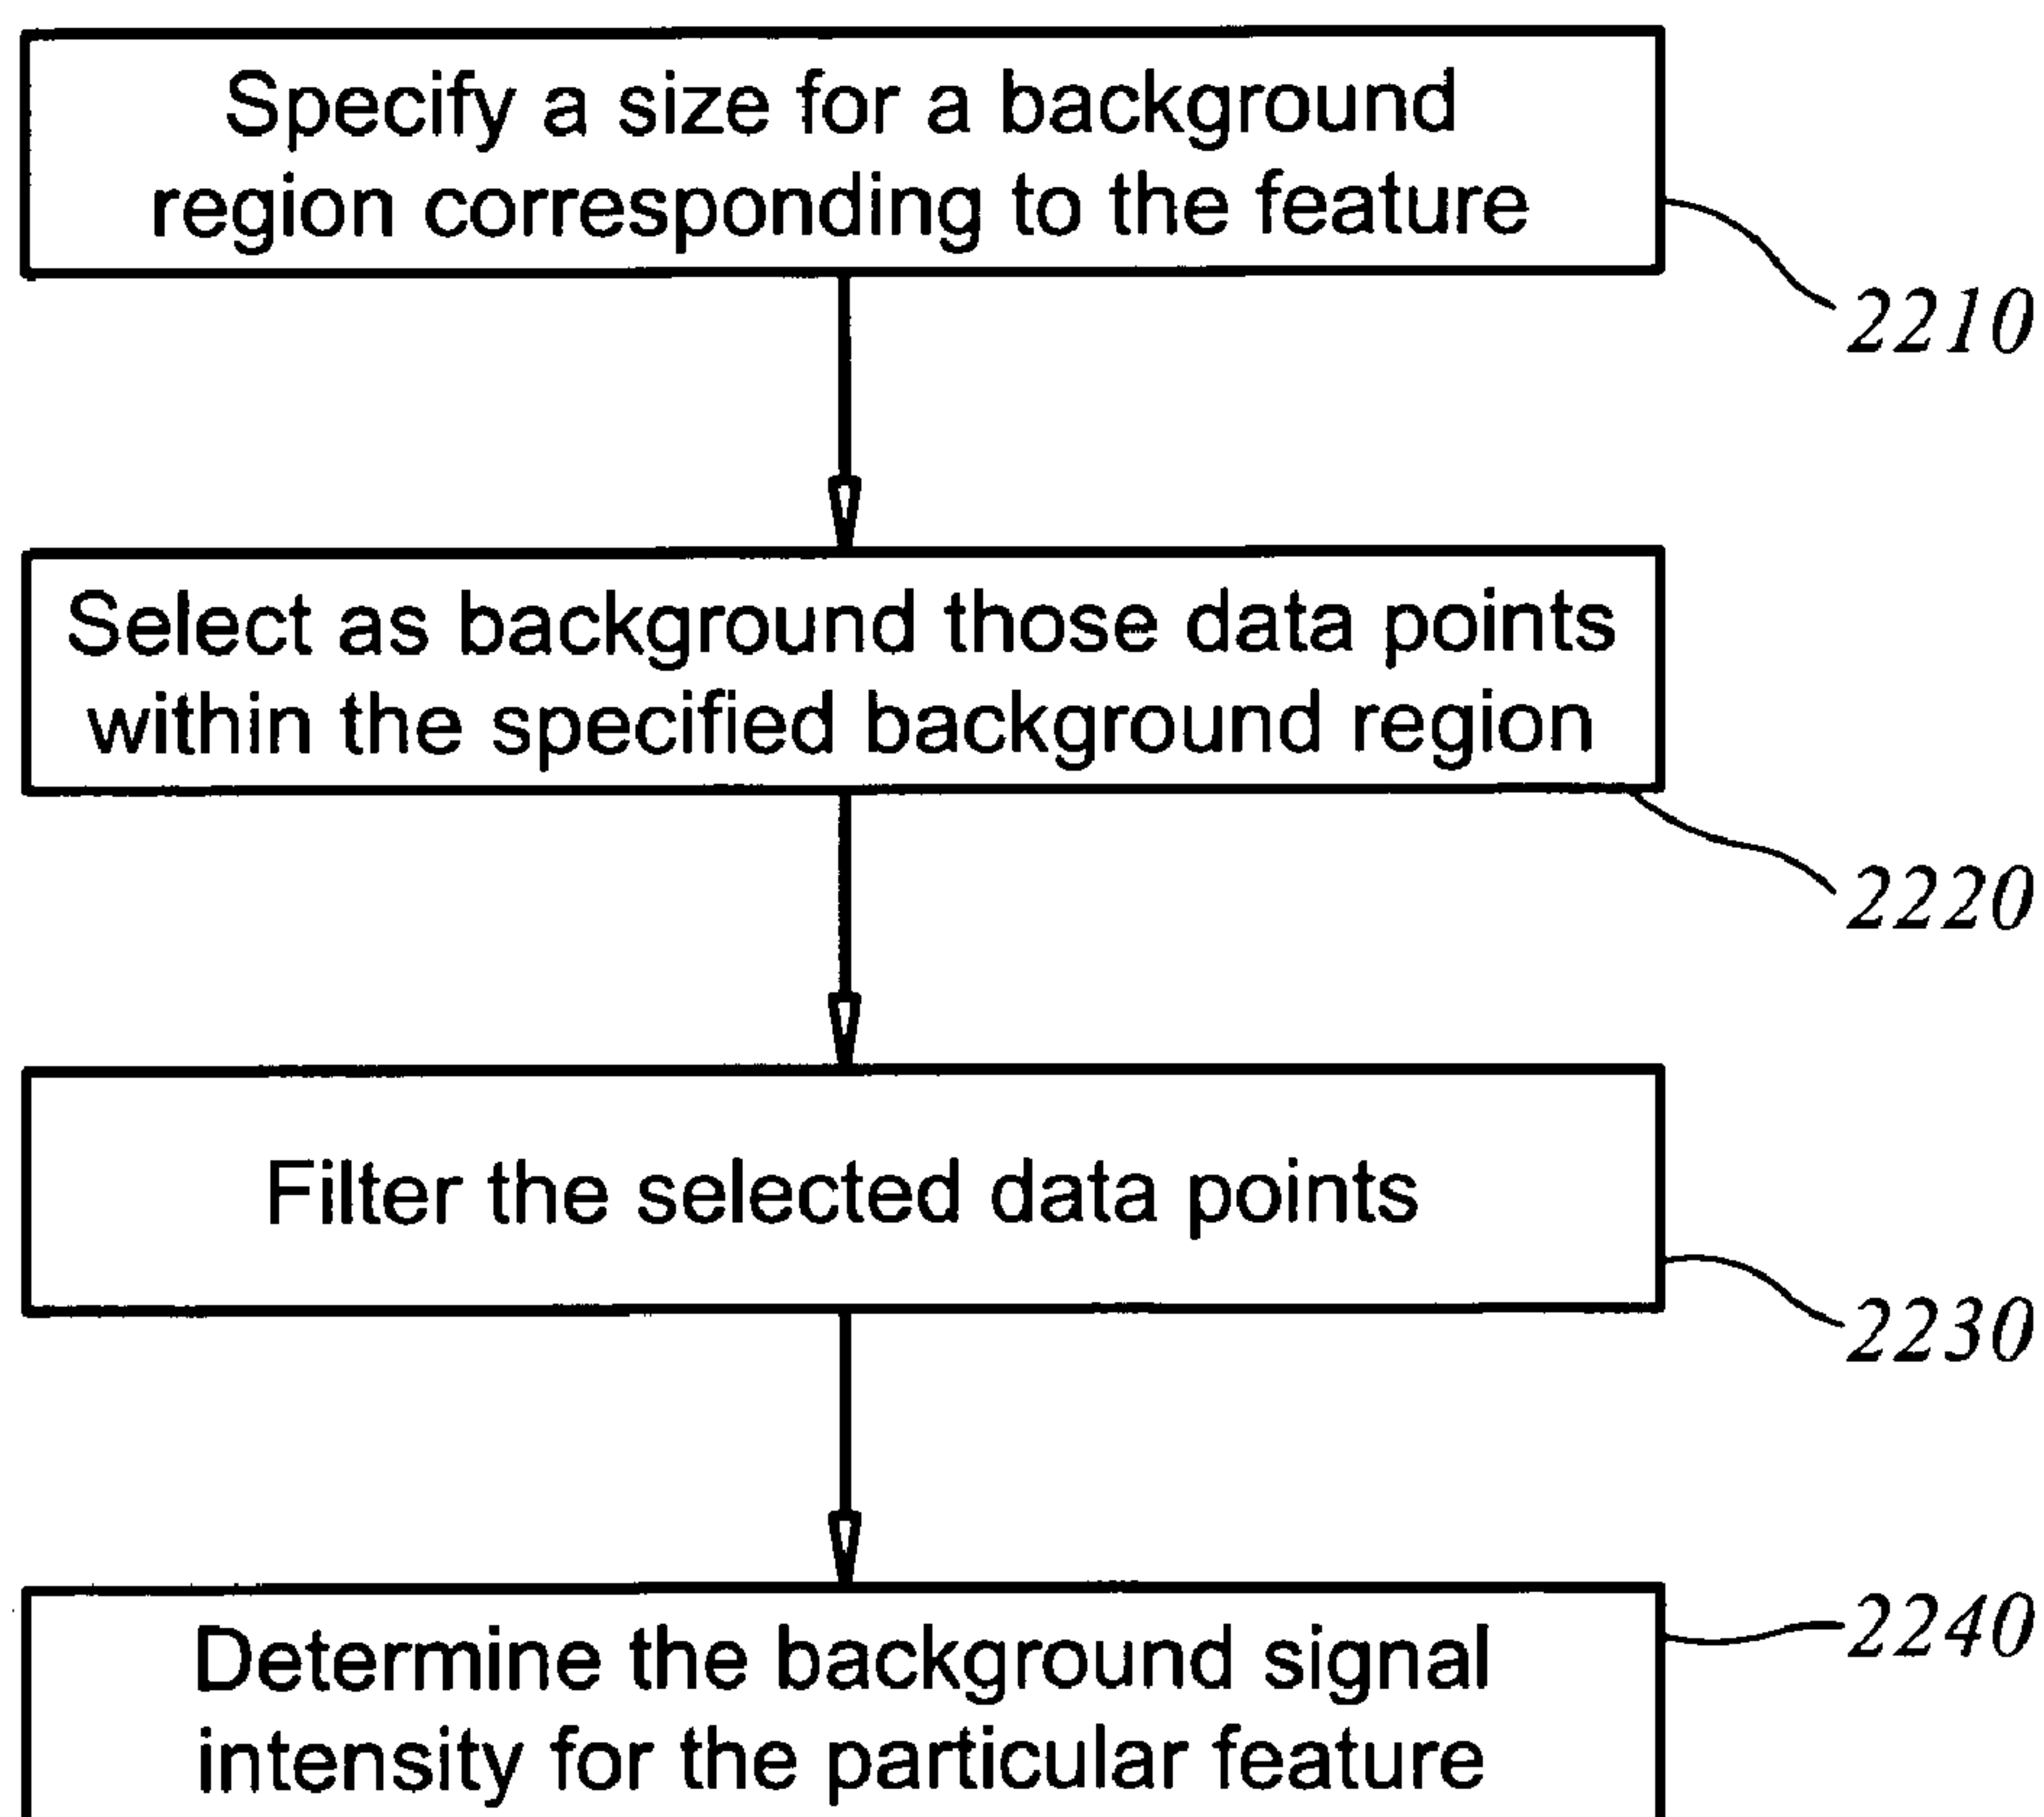 Specify a size for a background
region corresponding to the feature
2210
Select as background those data points
within the specified background region
2220
Filter the selected data points
2230
2240
Determine the background signal
intensity for the particular feature